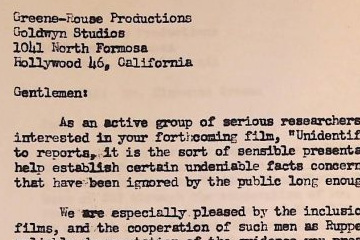 Greene-Rouse Productions
Goldwyn Studios
1041 North Formosa
Hollywood 46, California
Gentlemen:
As an active group of serious researchers
interested in your forthcoming film, "Unidentif
to reports, it is the sort of sensible presenta
help establish certain undeniable facts concern
that have been ignored by the public long enoug
We are especially pleased by the inclusio
films, and the cooperation of such men as Ruppe